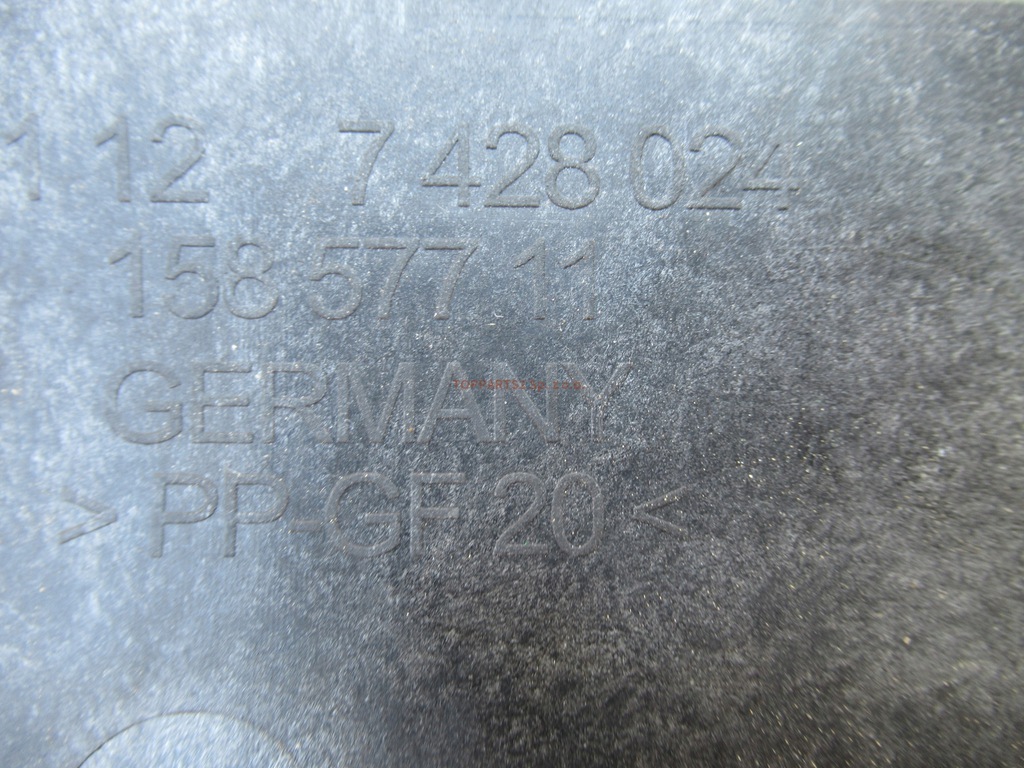 1 12 7 428 024
158 577 11
GERMANY
> PP-GF 20 <